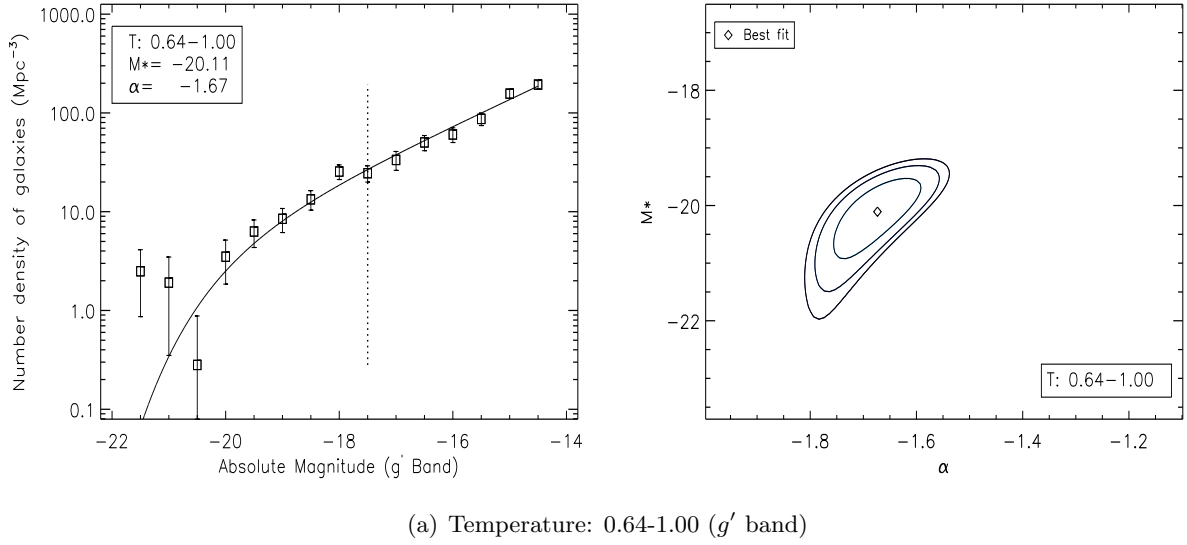 1000.0
100.0
10.0
1.0
0.1
Number density of galaxies (Mpc⁻³)
T: 0.64−1.00
M*= −20.11
α= −1.67
−22 −20 −18 −16 −14
Absolute Magnitude (g' Band)
◇ Best fit
−18
−20
−22
M*
T: 0.64−1.00
−1.8 −1.6 −1.4 −1.2
α
(a) Temperature: 0.64-1.00 (g′ band)